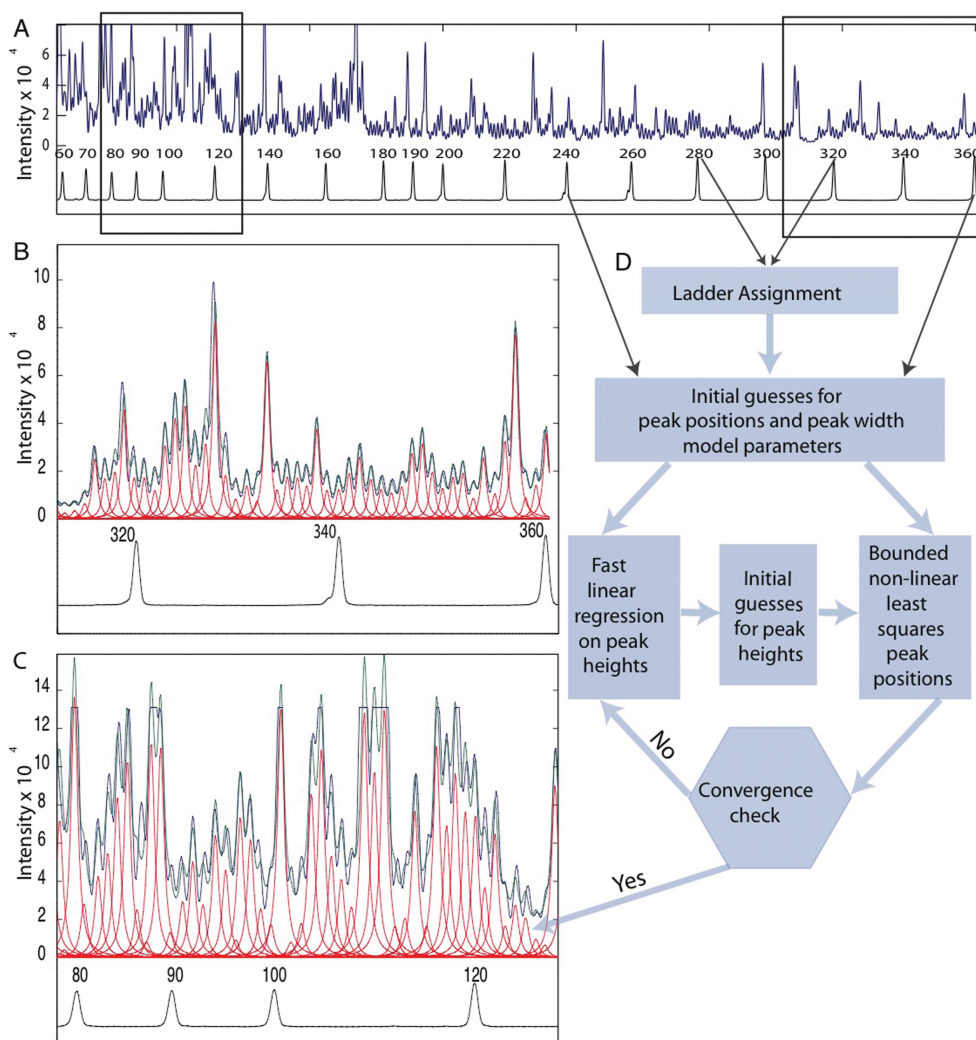 A
Intensity x 10 4
6
4
2
0
60 70 80 90 100 120 140 160 180 190 200 220 240 260 280 300 320 340 360
B
Intensity x 10 4
10
8
6
4
2
0
320 340 360
C
Intensity x 10 4
14
12
10
8
6
4
2
0
80 90 100 120
D
Ladder Assignment
Initial guesses for
peak positions and peak width
model parameters
Fast
linear
regression
on peak
heights
Initial
guesses
for peak
heights
Bounded
non-linear
least
squares
peak
positions
No
Convergence
check
Yes